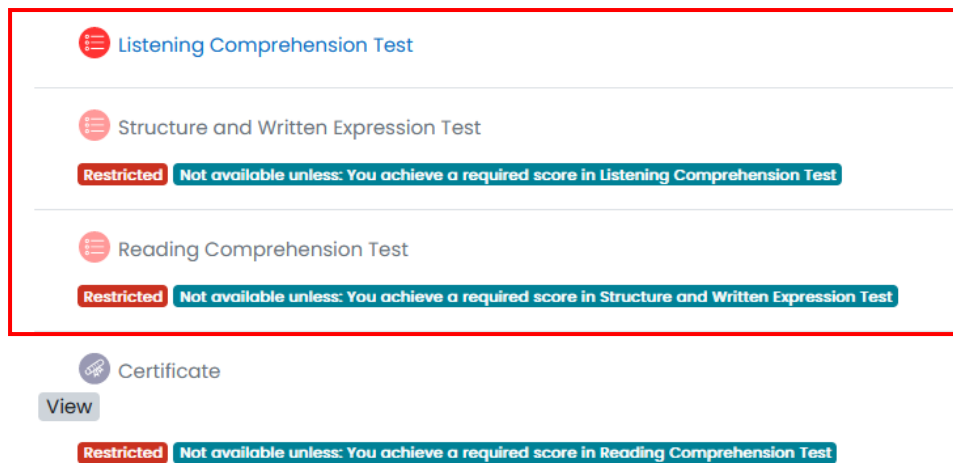 Listening Comprehension Test
Structure and Written Expression Test
Restricted Not available unless: You achieve a required score in Listening Comprehension Test
Reading Comprehension Test
Restricted Not available unless: You achieve a required score in Structure and Written Expression Test
Certificate
View
Restricted Not available unless: You achieve a required score in Reading Comprehension Test